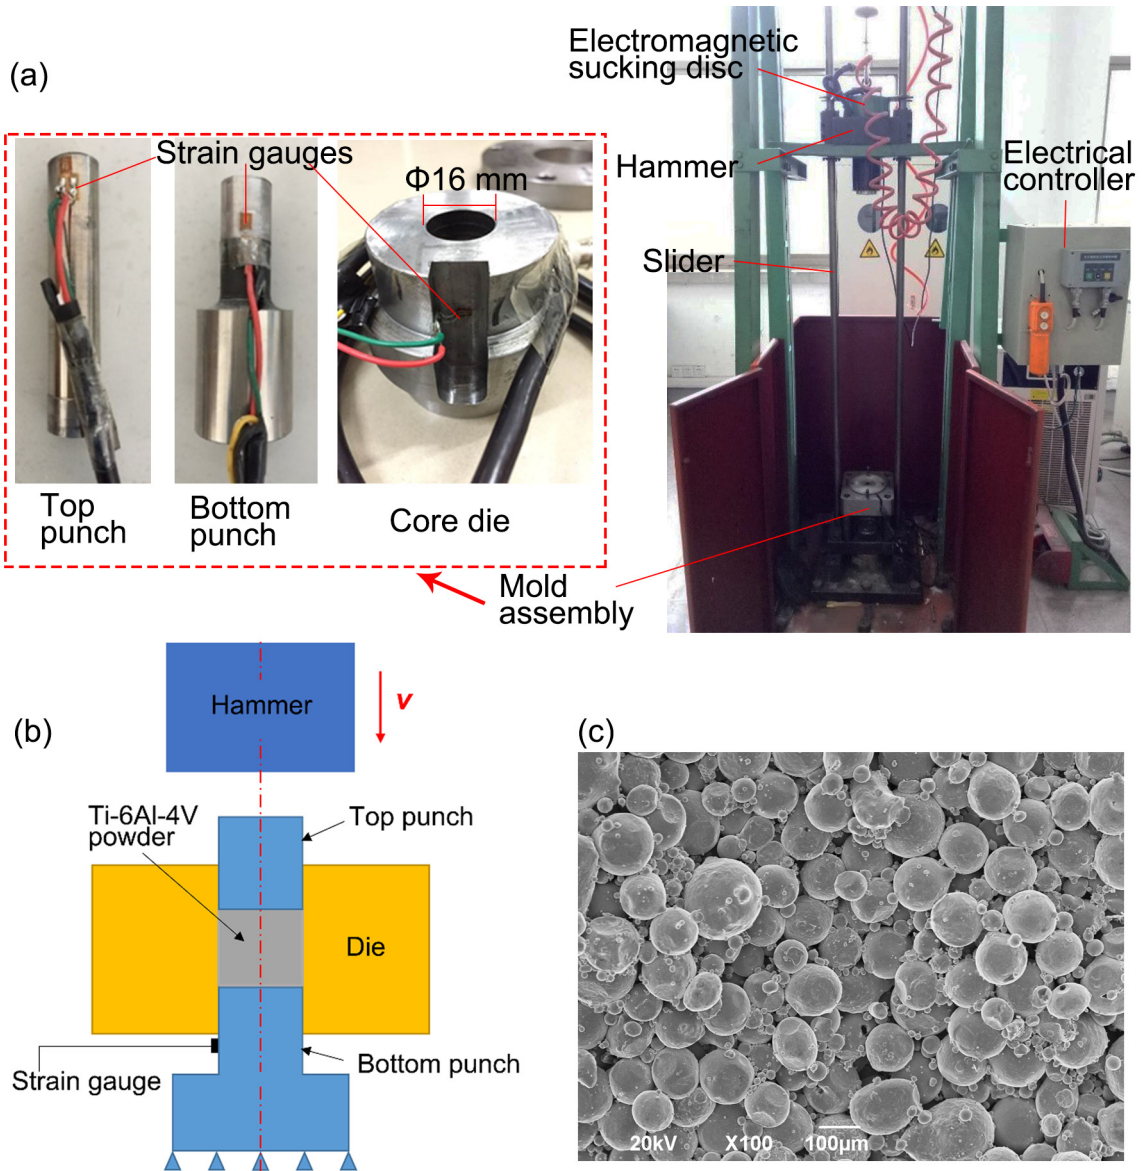 (a)
Electromagnetic
sucking disc
Strain gauges
Φ16 mm
Hammer
Electrical
controller
Slider
Top
punch
Bottom
punch
Core die
Mold
assembly
(b)
Hammer
v
Ti-6Al-4V
powder
Top punch
Die
Bottom punch
Strain gauge
(c)
20kV X100 100μm